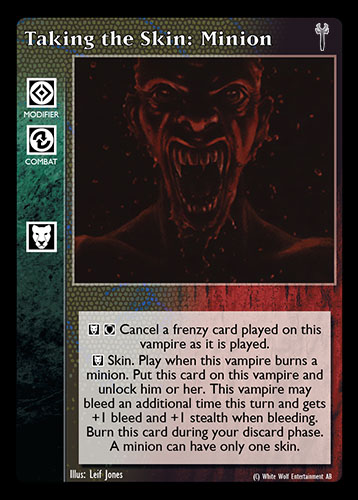 Taking the Skin: Minion
MODIFIER
COMBAT
Cancel a frenzy card played on this
vampire as it is played.
Skin. Play when this vampire burns a
minion. Put this card on this vampire and
unlock him or her. This vampire may
bleed an additional time this turn and gets
+1 bleed and +1 stealth when bleeding.
Burn this card during your discard phase.
A minion can have only one skin.
Illus: Leif Jones
(C) White Wolf Entertainment AB